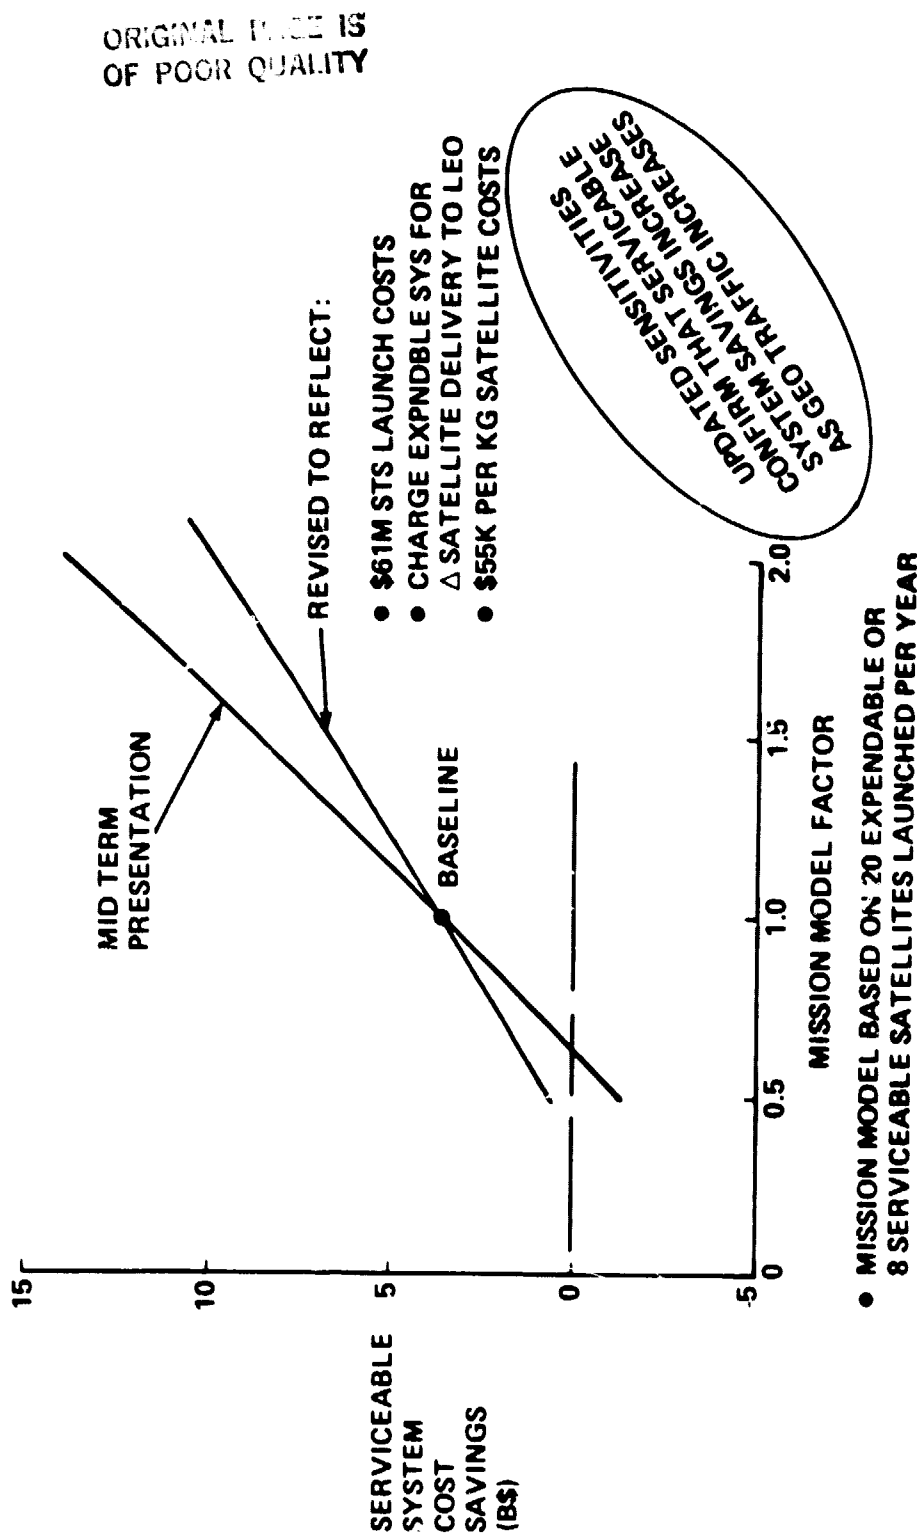 ORIGINAL PAGE IS
OF POOR QUALITY
SERVICEABLE
SYSTEM
COST
SAVINGS
(B$)
15
10
5
0
-5
0
0.5
1.0
1.5
2.0
MISSION MODEL FACTOR
MID TERM
PRESENTATION
BASELINE
REVISED TO REFLECT:
● $61M STS LAUNCH COSTS
● CHARGE EXPNDBLE SYS FOR
Δ SATELLITE DELIVERY TO LEO
● $55K PER KG SATELLITE COSTS
UPDATED SENSITIVITIES
CONFIRM THAT SERVICABLE
SYSTEM SAVINGS INCREASE
AS GEO TRAFFIC INCREASES
● MISSION MODEL BASED ON 20 EXPENDABLE OR
8 SERVICEABLE SATELLITES LAUNCHED PER YEAR